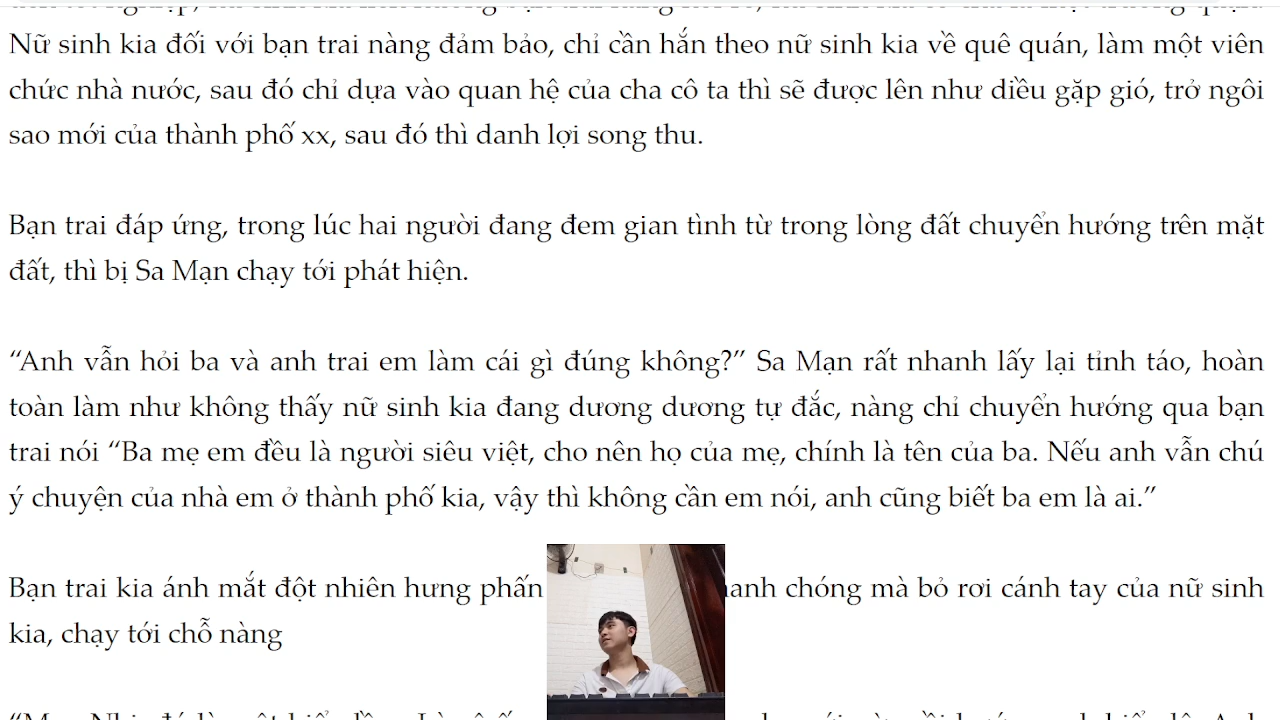 Nữ sinh kia đối với bạn trai nàng đảm bảo, chỉ cần hắn theo nữ sinh kia về quê quán, làm một viên
chức nhà nước, sau đó chỉ dựa vào quan hệ của cha cô ta thì sẽ được lên như diều gặp gió, trở ngôi
sao mới của thành phố xx, sau đó thì danh lợi song thu.
Bạn trai đáp ứng, trong lúc hai người đang đem gian tình từ trong lòng đất chuyển hướng trên mặt
đất, thì bị Sa Mạn chạy tới phát hiện.
“Anh vẫn hỏi ba và anh trai em làm cái gì đúng không?” Sa Mạn rất nhanh lấy lại tỉnh táo, hoàn
toàn làm như không thấy nữ sinh kia đang dương dương tự đắc, nàng chỉ chuyển hướng qua bạn
trai nói “Ba mẹ em đều là người siêu việt, cho nên họ của mẹ, chính là tên của ba. Nếu anh vẫn chú
ý chuyện của nhà em ở thành phố kia, vậy thì không cần em nói, anh cũng biết ba em là ai.”
Bạn trai kia ánh mắt đột nhiên hưng phấn chóng mà bỏ rơi cánh tay của nữ sinh
kia, chạy tới chỗ nàng